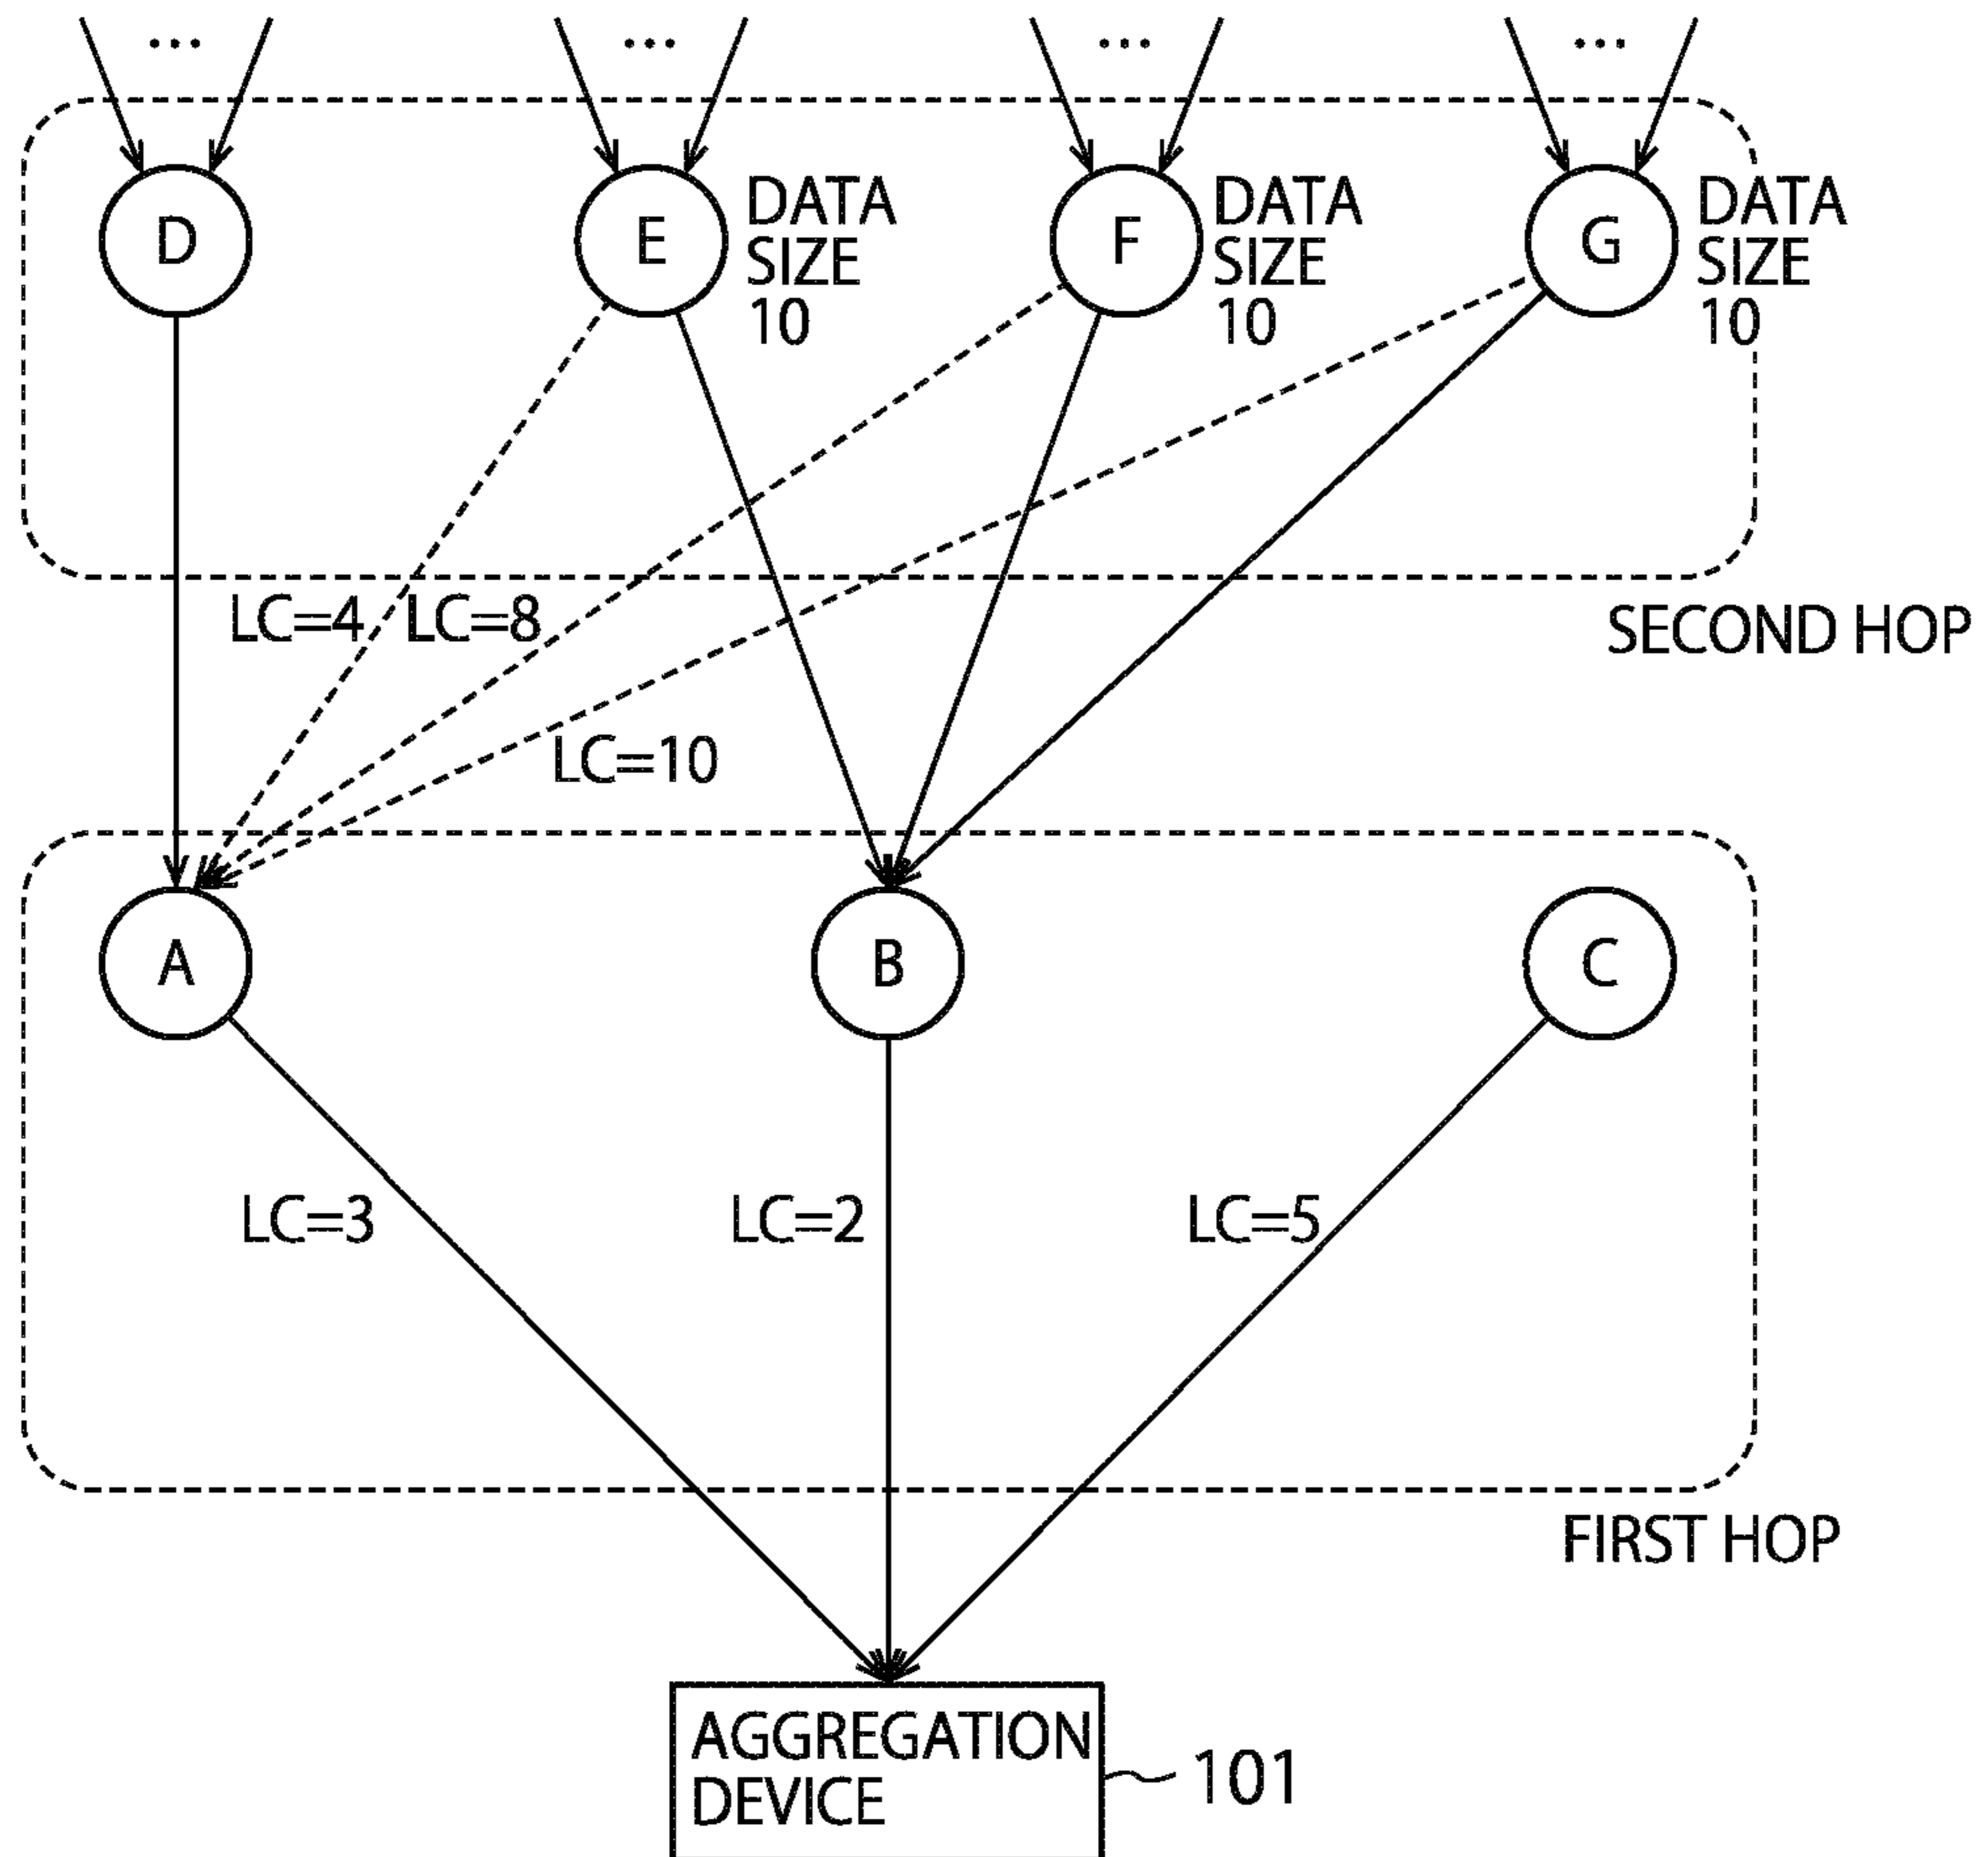 ... ... ... ...
D
E
DATA
SIZE
10
F
DATA
SIZE
10
G
DATA
SIZE
10
LC=4
LC=8
SECOND HOP
LC=10
A
B
C
LC=3
LC=2
LC=5
FIRST HOP
AGGREGATION
DEVICE
101